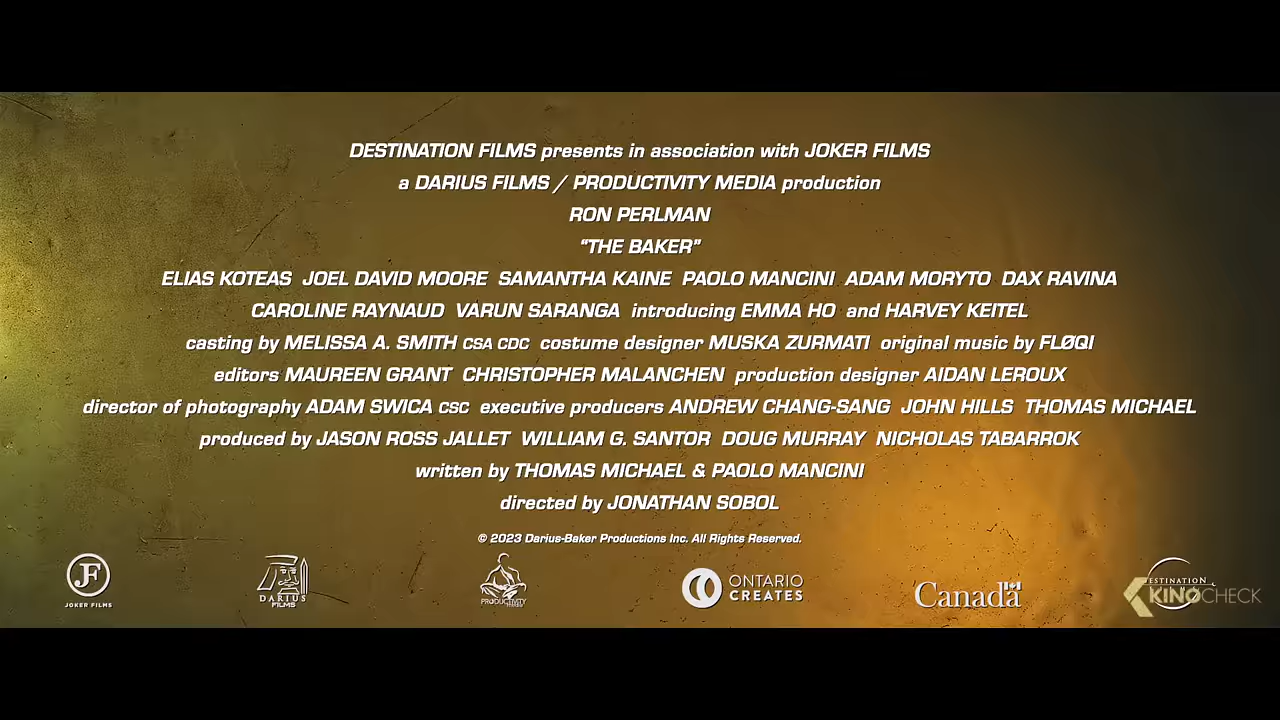 DESTINATION FILMS presents in association with JOKER FILMS
a DARIUS FILMS / PRODUCTIVITY MEDIA production
RON PERLMAN
“THE BAKER”
ELIAS KOTEAS JOEL DAVID MOORE SAMANTHA KAINE PAOLO MANCINI ADAM MORYTO DAX RAVINA
CAROLINE RAYNAUD VARUN SARANGA introducing EMMA HO and HARVEY KEITEL
casting by MELISSA A. SMITH CSA CDC costume designer MUSKA ZURMATI original music by FLØQI
editors MAUREEN GRANT CHRISTOPHER MALANCHEN production designer AIDAN LEROUX
director of photography ADAM SWICA CSC executive producers ANDREW CHANG-SANG JOHN HILLS THOMAS MICHAEL
produced by JASON ROSS JALLET WILLIAM G. SANTOR DOUG MURRAY NICHOLAS TABARROK
written by THOMAS MICHAEL & PAOLO MANCINI
directed by JONATHAN SOBOL
© 2023 Darius-Baker Productions Inc. All Rights Reserved.
JF
JOKER FILMS
DARIUS
FILMS
PRODUCTIVITY
ONTARIO
CREATES
Canada
ESTINATION
KINOCHECK